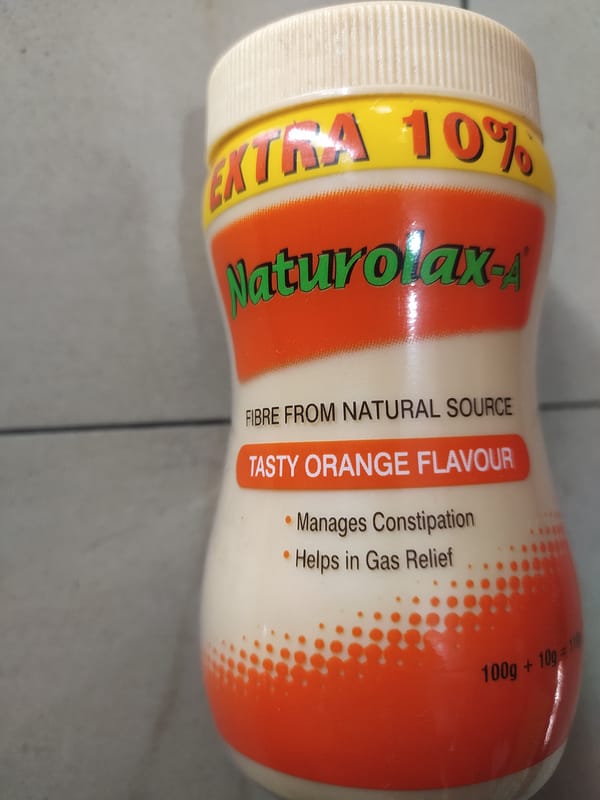 EXTRA 10%
Naturolax-A
FIBRE FROM NATURAL SOURCE
TASTY ORANGE FLAVOUR
• Manages Constipation
• Helps in Gas Relief
100g + 10g =